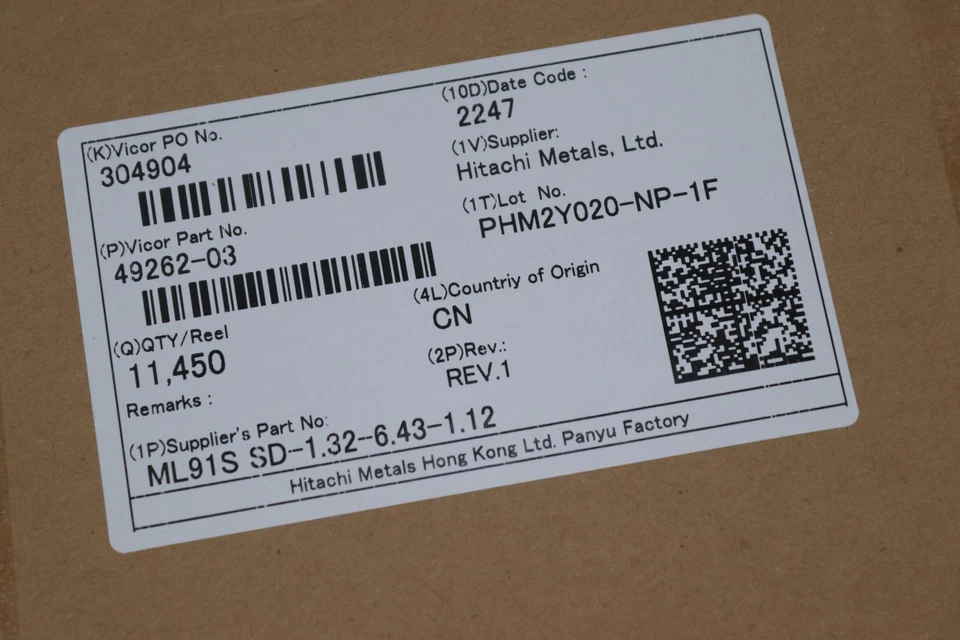 (K)Vicor PO No.
304904
(P)Vicor Part No.
49262-03
(Q)QTY/Reel
11,450
Remarks :
(10D)Date Code :
2247
(1V)Supplier:
Hitachi Metals, Ltd.
(1T)Lot No.
PHM2Y020-NP-1F
(4L)Countriy of Origin
CN
(2P)Rev.:
REV.1
(1P)Supplier's Part No:
ML91S SD-1.32-6.43-1.12
Hitachi Metals Hong Kong Ltd. Panyu Factory